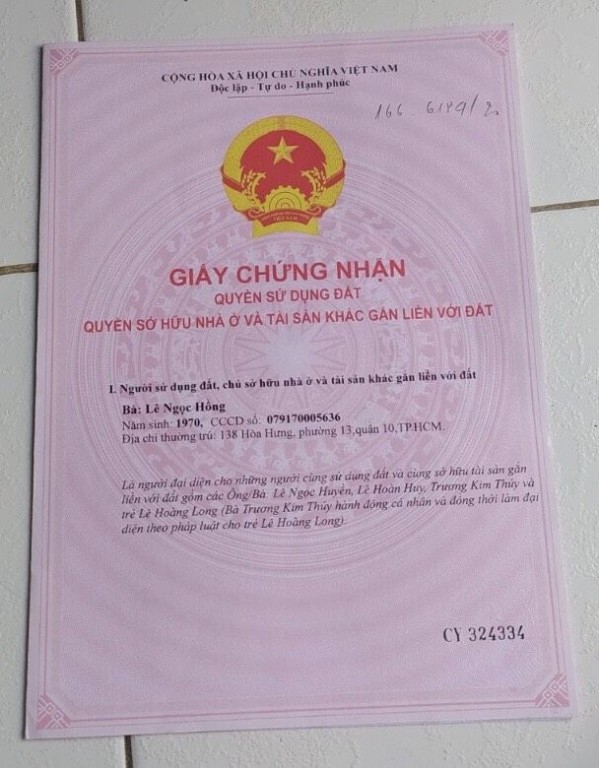 CỘNG HÒA XÃ HỘI CHỦ NGHĨA VIỆT NAM
Độc lập - Tự do - Hạnh phúc
166 /2
VIỆT NAM
GIẤY CHỨNG NHẬN
QUYỀN SỬ DỤNG ĐẤT
QUYỀN SỞ HỮU NHÀ Ở VÀ TÀI SẢN KHÁC GẮN LIỀN VỚI ĐẤT
I. Người sử dụng đất, chủ sở hữu nhà ở và tài sản khác gắn liền với đất
Bà: Lê Ngọc Hồng
Năm sinh: 1970, CCCD số: 079170005636
Địa chỉ thường trú: 138 Hòa Hưng, phường 13,quận 10,TP.HCM.
Là người đại diện cho những người cùng sử dụng đất và cùng sở hữu tài sản gắn
liền với đất gồm các Ông/Bà: Lê Ngọc Huyền, Lê Hoàn Huy, Trương Kim Thủy và
trẻ Lê Hoàng Long (Bà Trương Kim Thủy hành động cá nhân và đồng thời làm đại
diện theo pháp luật cho trẻ Lê Hoàng Long).
CY 324334